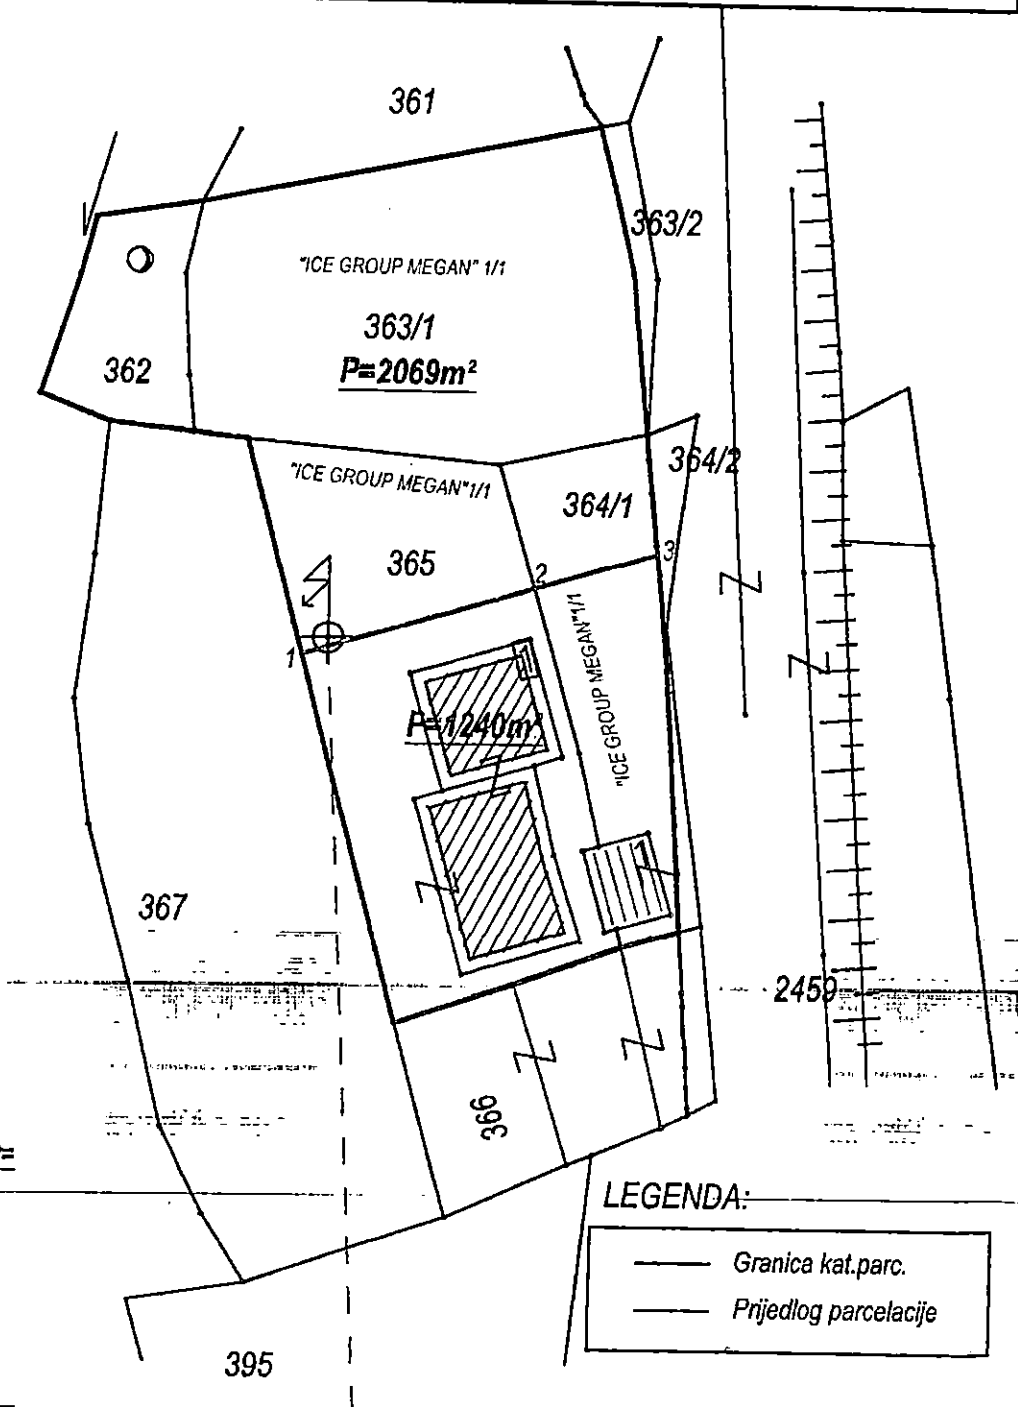 361
363/2
"ICE GROUP MEGAN" 1/1
363/1
362
P=2069m²
364/2
"ICE GROUP MEGAN"1/1
364/1
365
3
2
1
"ICE GROUP MEGAN"1/1
P=1240m²
367
2459
366
LEGENDA:
Granica kat.parc.
Prijedlog parcelacije
395